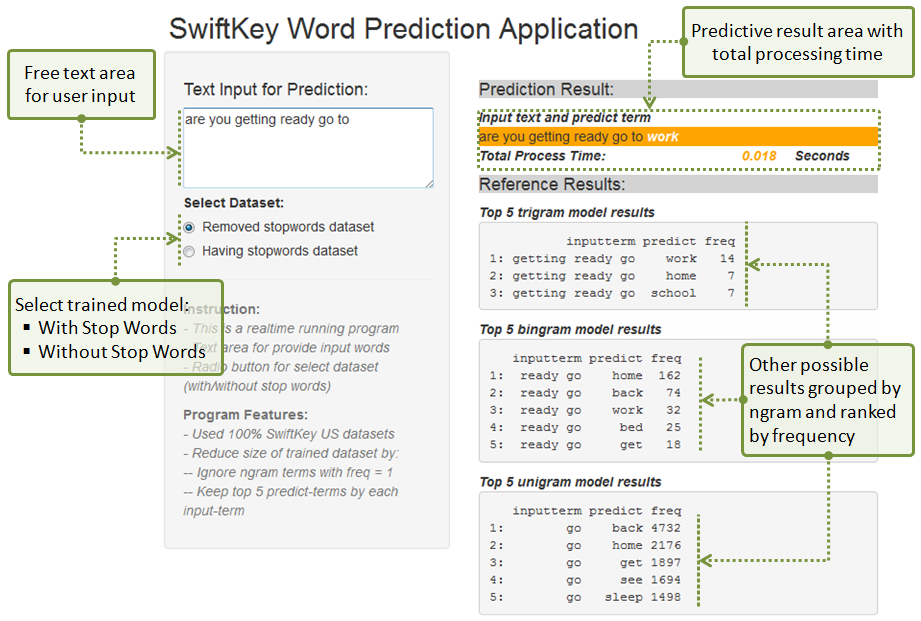 SwiftKey Word Prediction Application
Free text area
for user input
Text Input for Prediction:
are you getting ready go to
Select Dataset:
Removed stopwords dataset
Having stopwords dataset
Select trained model:
▪ With Stop Words
▪ Without Stop Words
Instruction:
- This is a realtime running program
- Text area for provide input words
- Radio button for select dataset
(with/without stop words)
Program Features:
- Used 100% SwiftKey US datasets
- Reduce size of trained dataset by:
-- Ignore ngram terms with freq = 1
-- Keep top 5 predict-terms by each
input-term
Predictive result area with
total processing time
Prediction Result:
Input text and predict term
are you getting ready go to work
Total Process Time: 0.018 Seconds
Reference Results:
Top 5 trigram model results
inputterm predict freq
1: getting ready go work 14
2: getting ready go home 7
3: getting ready go school 7
Top 5 bingram model results
inputterm predict freq
1: ready go home 162
2: ready go back 74
3: ready go work 32
4: ready go bed 25
5: ready go get 18
Other possible
results grouped by
ngram and ranked
by frequency
Top 5 unigram model results
inputterm predict freq
1: go back 4732
2: go home 2176
3: go get 1897
4: go see 1694
5: go sleep 1498